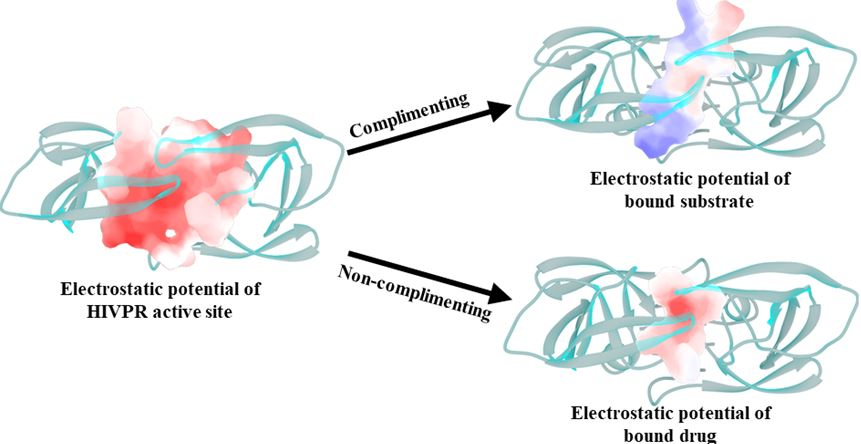 Complimenting
Electrostatic potential of
bound substrate
Electrostatic potential of
HIVPR active site
Non-complimenting
Electrostatic potential of
bound drug